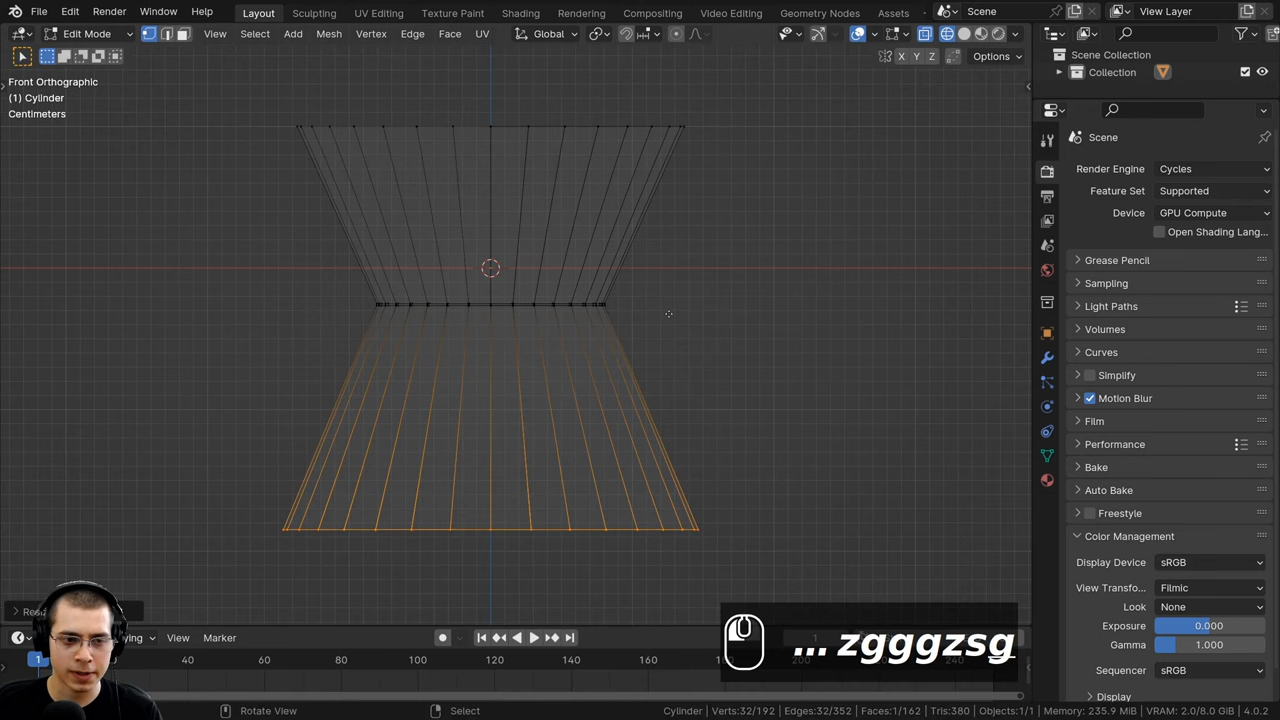 File Edit Render Window Help Layout Sculpting UV Editing Texture Paint Shading Rendering Compositing Video Editing Geometry Nodes Assets Scene View Layer
Edit Mode View Select Add Mesh Vertex Edge Face UV Global
X Y Z Options
Scene Collection
Collection
Front Orthographic
(1) Cylinder
Centimeters
Scene
Render Engine Cycles
Feature Set Supported
Device GPU Compute
Open Shading Lang...
Grease Pencil
Sampling
Light Paths
Volumes
Curves
Simplify
Motion Blur
Film
Performance
Bake
Auto Bake
Freestyle
Color Management
Display Device sRGB
View Transfo... Filmic
Look None
Exposure 0.000
Gamma 1.000
Sequencer sRGB
Display
... zgggzsg
View Marker
1 40 60 80 100 120 140 160
Rotate View Select Cylinder Verts:32/192 Edges:32/352 Faces:1/162 Tris:380 Objects:1/1 Memory: 235.9 MiB VRAM: 2.0/8.0 GiB 4.0.2